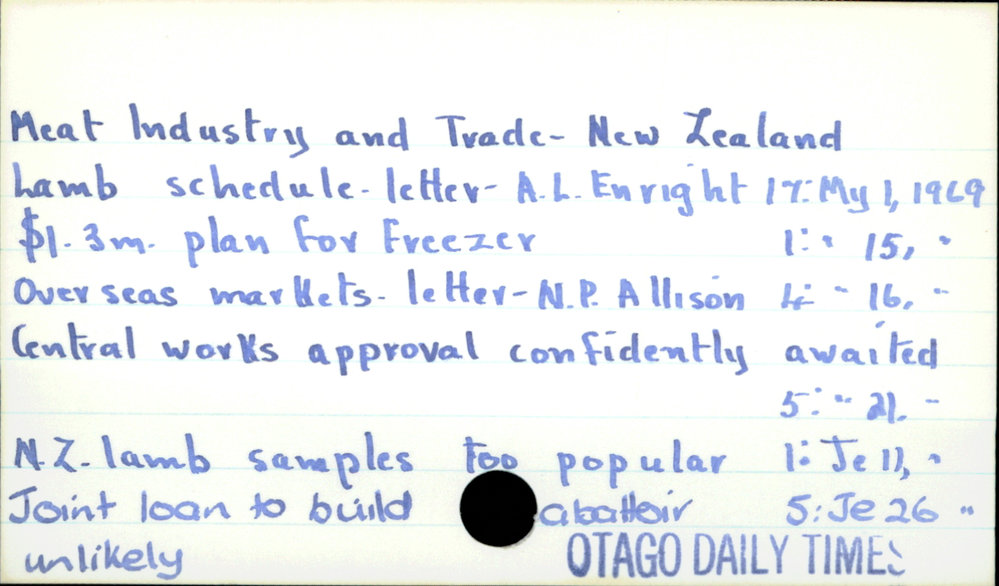 Meat Industry and Trade - New Zealand
Lamb schedule - letter - A.L. Enright 17: My 1, 1969
$1.3m. plan for Freezer 1: " 15, "
Overseas markets - letter - N.P. Allison 4: " 16, "
Central works approval confidently awaited
5: " 21. "
N.Z. lamb samples too popular 1: Je 11, "
Joint loan to build abattoir 5: Je 26 "
unlikely
OTAGO DAILY TIMES